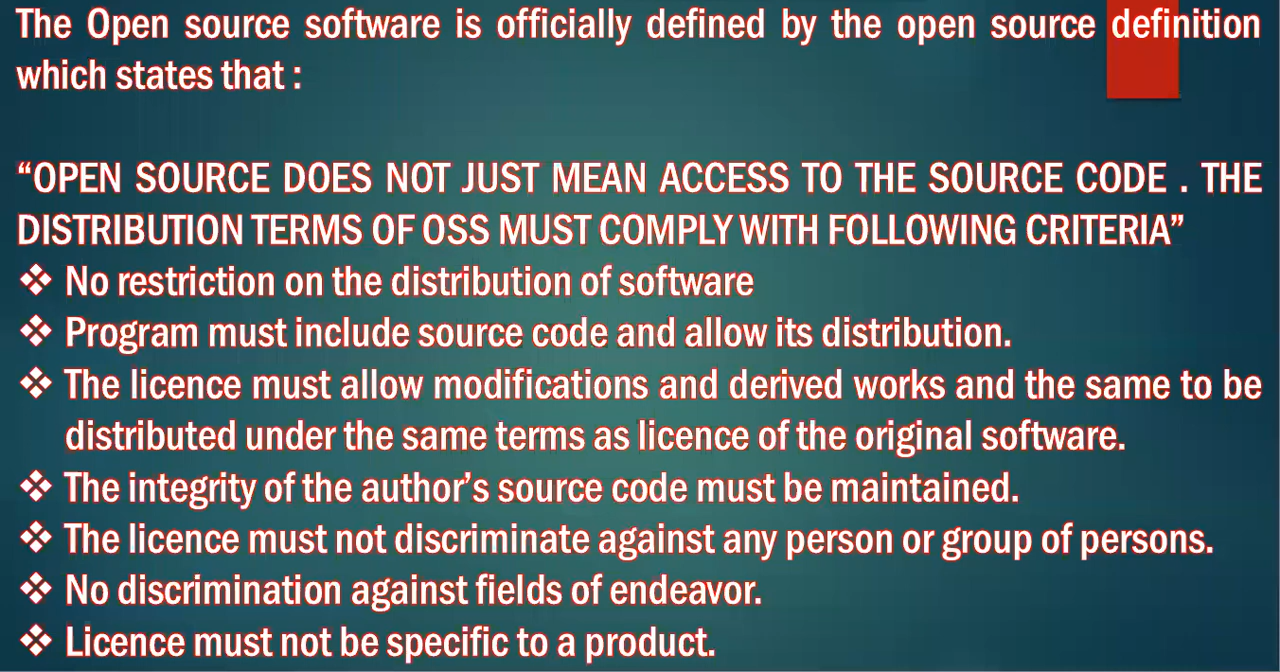 The Open source software is officially defined by the open source definition
which states that :
“OPEN SOURCE DOES NOT JUST MEAN ACCESS TO THE SOURCE CODE . THE
DISTRIBUTION TERMS OF OSS MUST COMPLY WITH FOLLOWING CRITERIA”
❖ No restriction on the distribution of software
❖ Program must include source code and allow its distribution.
❖ The licence must allow modifications and derived works and the same to be
distributed under the same terms as licence of the original software.
❖ The integrity of the author’s source code must be maintained.
❖ The licence must not discriminate against any person or group of persons.
❖ No discrimination against fields of endeavor.
❖ Licence must not be specific to a product.